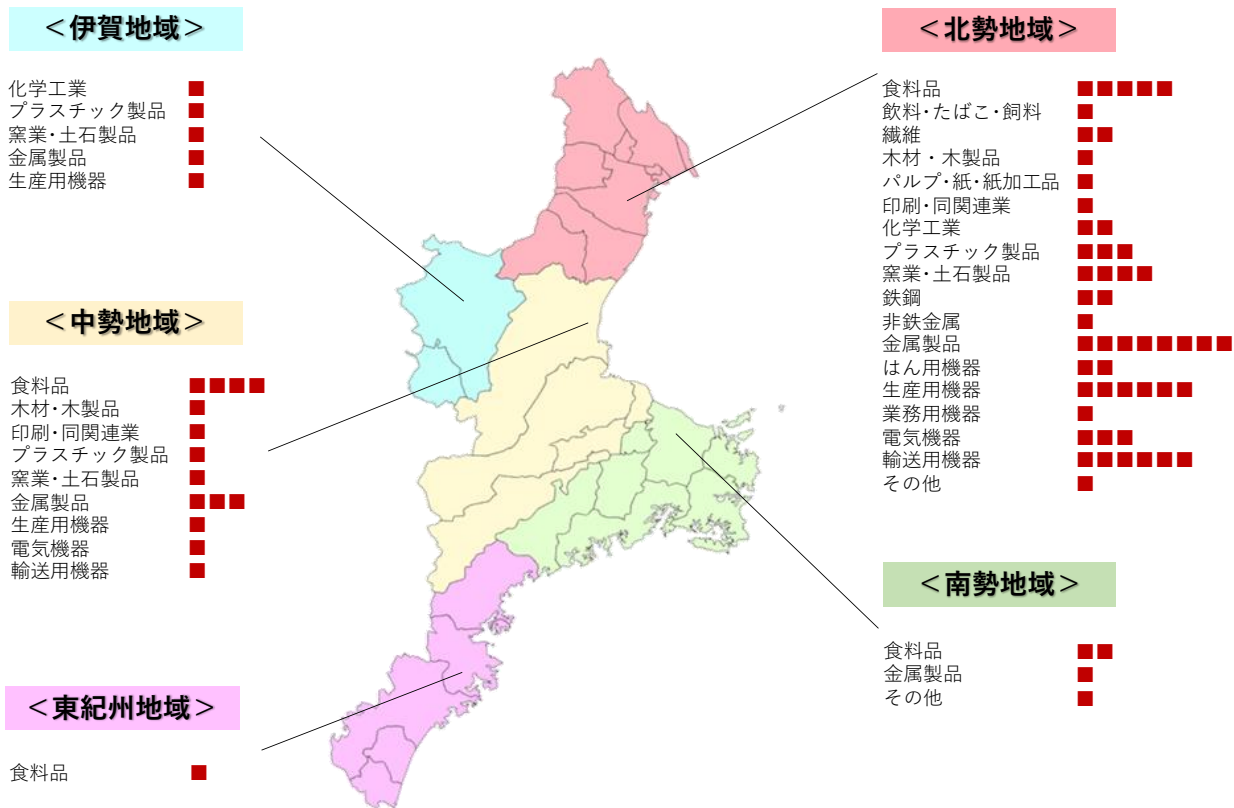 ＜伊賀地域＞
化学工業
プラスチック製品
窯業･土石製品
金属製品
生産用機器
＜中勢地域＞
食料品
木材･木製品
印刷･同関連業
プラスチック製品
窯業･土石製品
金属製品
生産用機器
電気機器
輸送用機器
＜東紀州地域＞
食料品
＜北勢地域＞
食料品
飲料･たばこ･飼料
繊維
木材・木製品
パルプ･紙･紙加工品
印刷･同関連業
化学工業
プラスチック製品
窯業･土石製品
鉄鋼
非鉄金属
金属製品
はん用機器
生産用機器
業務用機器
電気機器
輸送用機器
その他
＜南勢地域＞
食料品
金属製品
その他